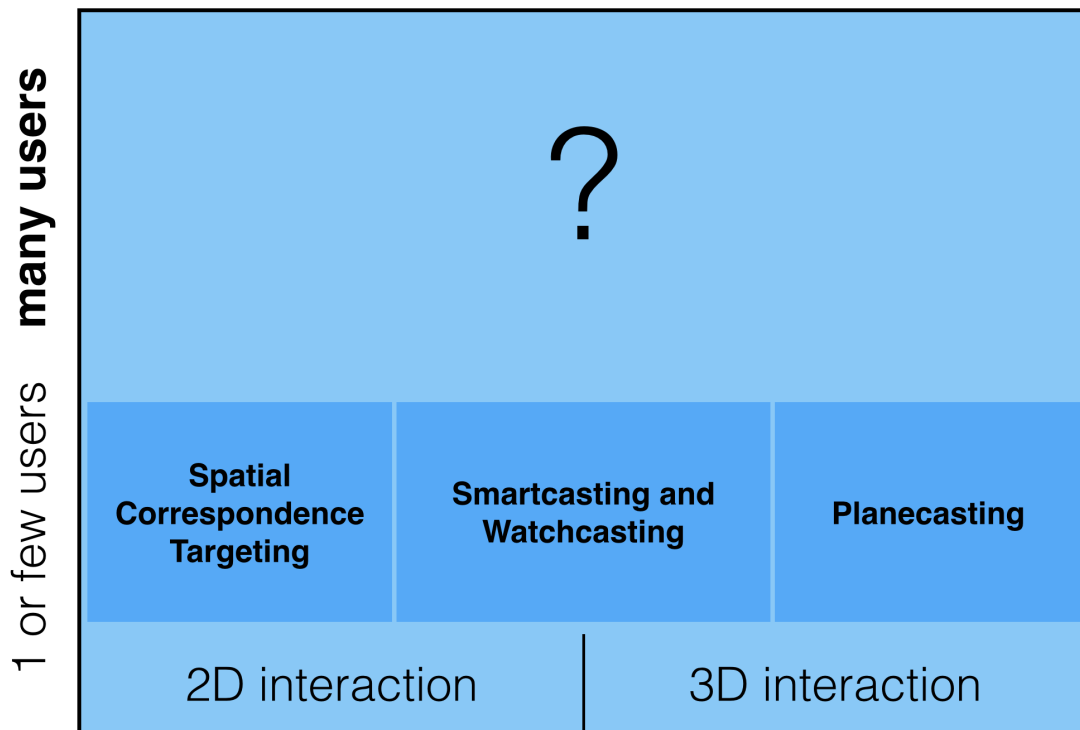 many users
?
1 or few users
Spatial
Correspondence
Targeting
Smartcasting and
Watchcasting
Planecasting
2D interaction
3D interaction